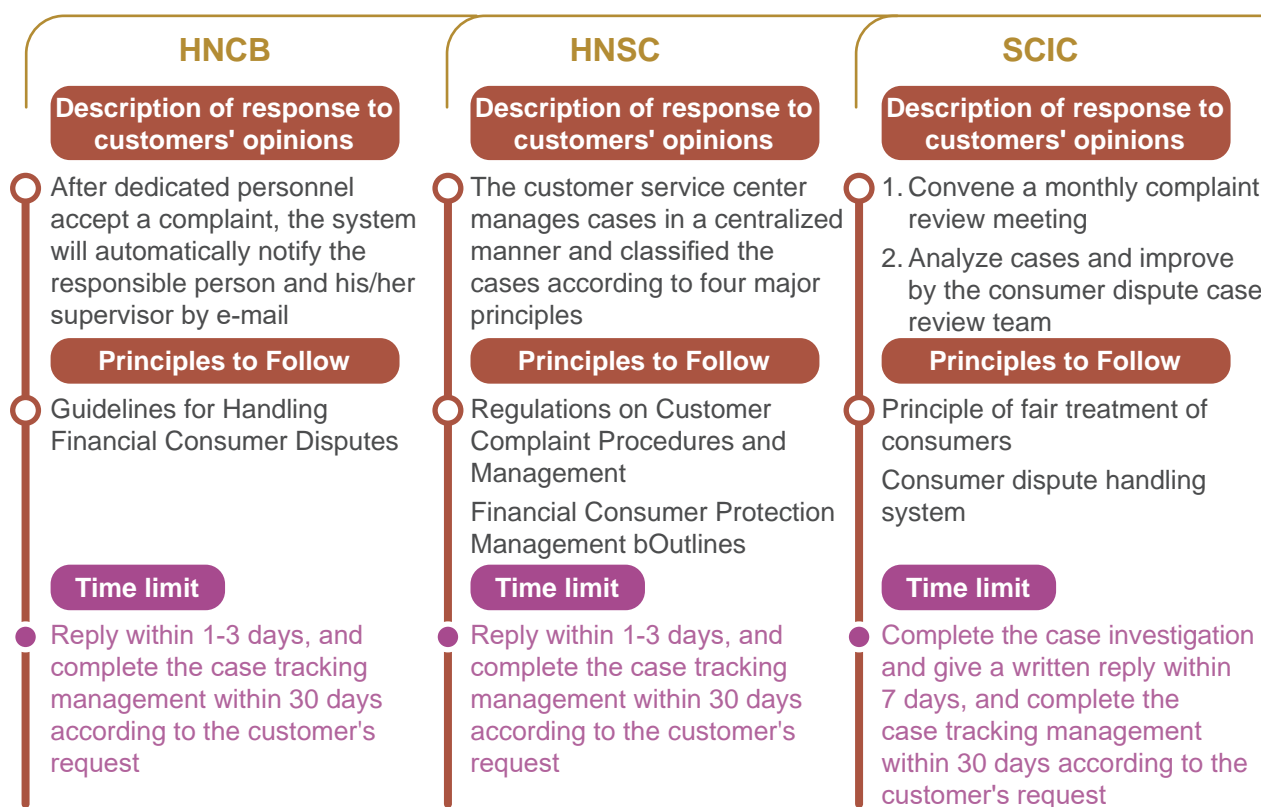 HNCB
Description of response to
customers' opinions
After dedicated personnel
accept a complaint, the system
will automatically notify the
responsible person and his/her
supervisor by e-mail
Principles to Follow
Guidelines for Handling
Financial Consumer Disputes
Time limit
Reply within 1-3 days, and
complete the case tracking
management within 30 days
according to the customer's
request
HNSC
Description of response to
customers' opinions
The customer service center
manages cases in a centralized
manner and classified the
cases according to four major
principles
Principles to Follow
Regulations on Customer
Complaint Procedures and
Management
Financial Consumer Protection
Management bOutlines
Time limit
Reply within 1-3 days, and
complete the case tracking
management within 30 days
according to the customer's
request
SCIC
Description of response to
customers' opinions
1. Convene a monthly complaint
review meeting
2. Analyze cases and improve
by the consumer dispute case
review team
Principles to Follow
Principle of fair treatment of
consumers
Consumer dispute handling
system
Time limit
Complete the case investigation
and give a written reply within
7 days, and complete the
case tracking management
within 30 days according to the
customer's request